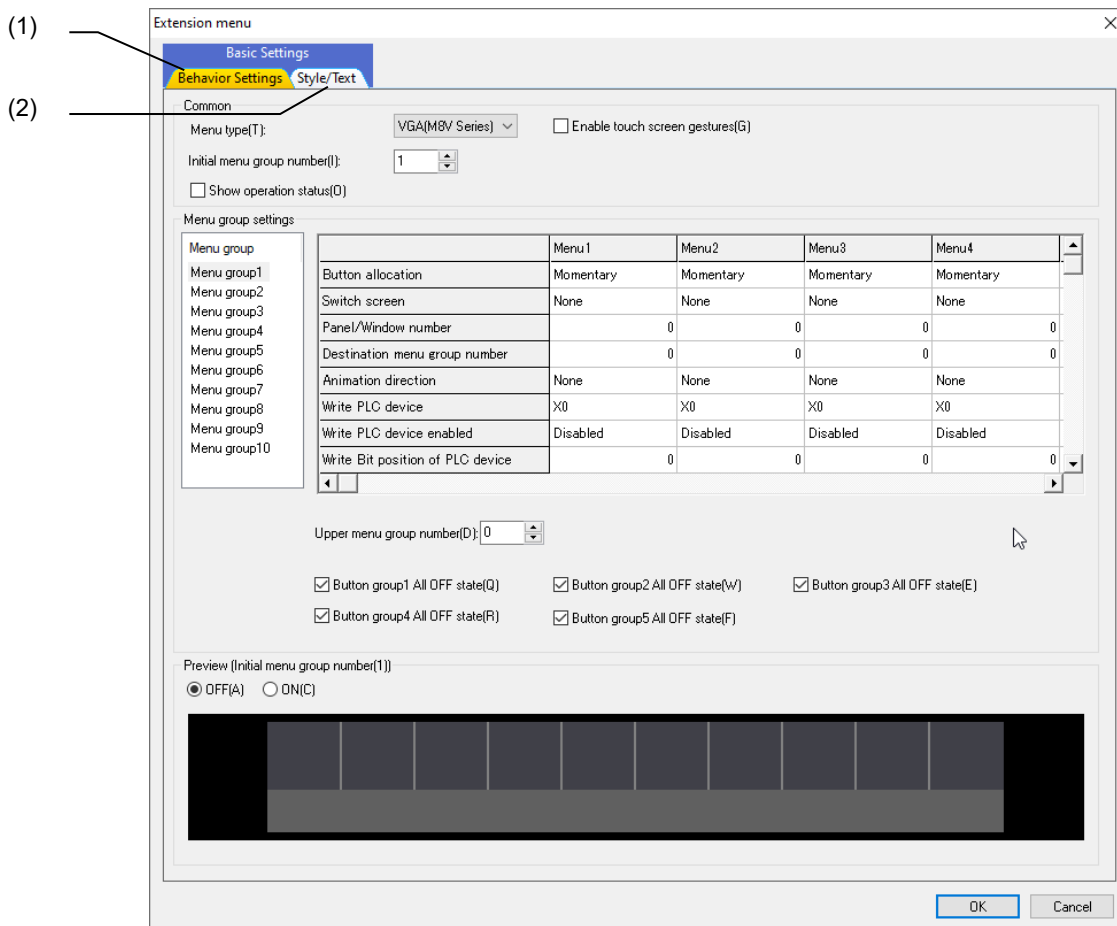 (1)
Extension menu
Basic Settings
Behavior Settings Style/Text
(2)
Common
Menu type(T): VGA(M8V Series) Enable touch screen gestures(G)
Initial menu group number(I): 1
Show operation status(O)
Menu group settings
Menu group
Menu group1
Menu group2
Menu group3
Menu group4
Menu group5
Menu group6
Menu group7
Menu group8
Menu group9
Menu group10
Menu1 Menu2 Menu3 Menu4
Button allocation Momentary Momentary Momentary Momentary
Switch screen None None None None
Panel/Window number 0 0 0 0
Destination menu group number 0 0 0 0
Animation direction None None None None
Write PLC device X0 X0 X0 X0
Write PLC device enabled Disabled Disabled Disabled Disabled
Write Bit position of PLC device 0 0 0 0
Upper menu group number(D): 0
Button group1 All OFF state(Q) Button group2 All OFF state(W) Button group3 All OFF state(E)
Button group4 All OFF state(R) Button group5 All OFF state(F)
Preview (Initial menu group number(1))
OFF(A) ON(C)
OK Cancel